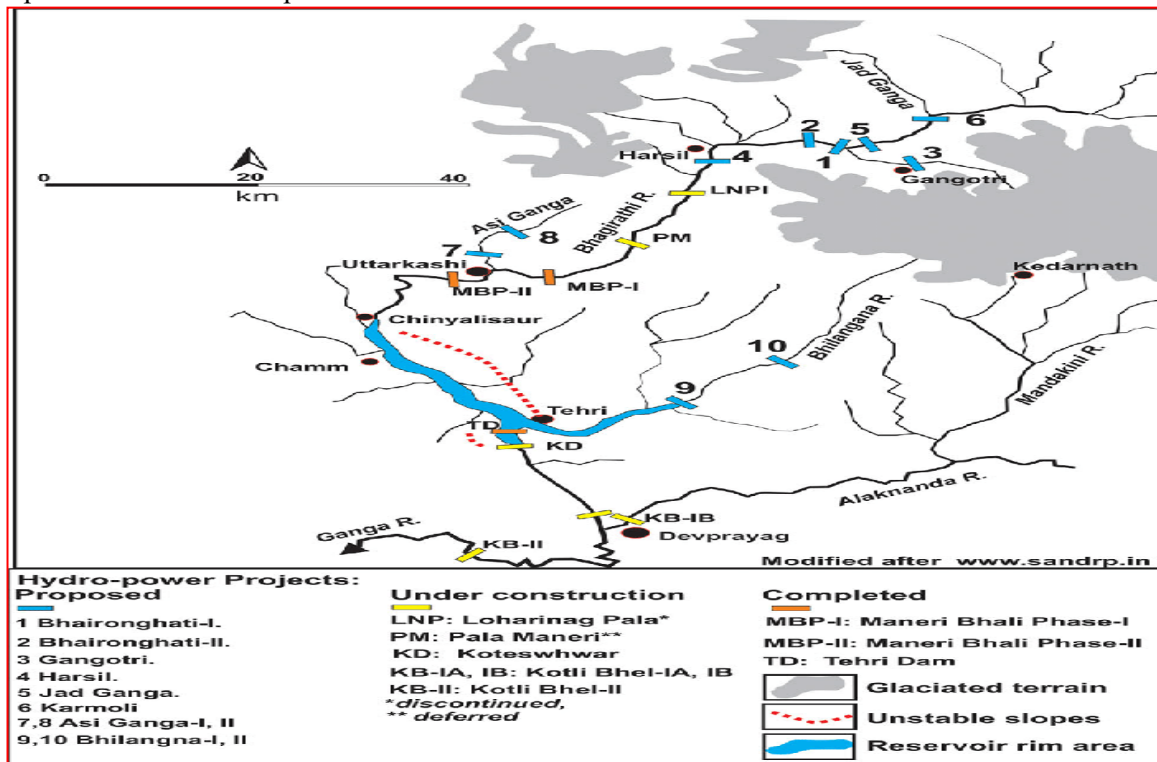 Jad Ganga
6
2
5
1
3
Harsil
4
Gangotri
LNPI
0
20
40
km
Asi Ganga
8
Bhagirathi R.
PM
7
Uttarkashi
MBP-II
MBP-I
Kedarnath
Chinyalisaur
Bhilangana R.
10
Chamm
Mandakini R.
9
Tehri
TD
KD
Alaknanda R.
KB-IB
Ganga R.
Devprayag
KB-II
Modified after www.sandrp.in
Hydro-power Projects:
Proposed
1 Bhaironghati-I.
2 Bhaironghati-II.
3 Gangotri.
4 Harsil.
5 Jad Ganga.
6 Karmoli
7,8 Asi Ganga-I, II
9,10 Bhilangna-I, II
Under construction
LNP: Loharinag Pala*
PM: Pala Maneri**
KD: Koteswhwar
KB-IA, IB: Kotli Bhel-IA, IB
KB-II: Kotli Bhel-II
*discontinued,
** deferred
Completed
MBP-I: Maneri Bhali Phase-I
MBP-II: Maneri Bhali Phase-II
TD: Tehri Dam
Glaciated terrain
Unstable slopes
Reservoir rim area